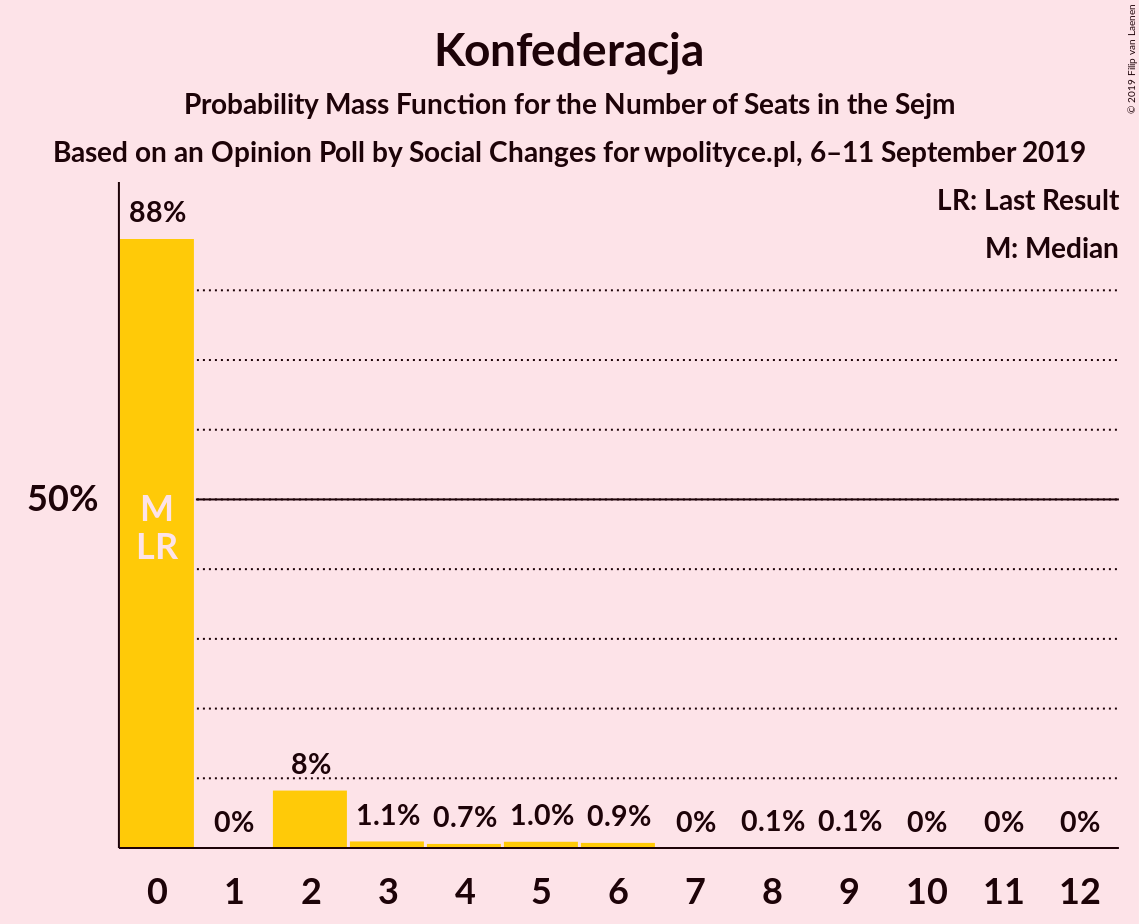 Konfederacja
Probability Mass Function for the Number of Seats in the Sejm
Based on an Opinion Poll by Social Changes for wpolityce.pl, 6–11 September 2019
© 2019 Filip van Laenen
LR: Last Result
M: Median
88%
50%
M
LR
0%
8%
1.1%
0.7%
1.0%
0.9%
0%
0.1%
0.1%
0%
0%
0%
0 1 2 3 4 5 6 7 8 9 10 11 12